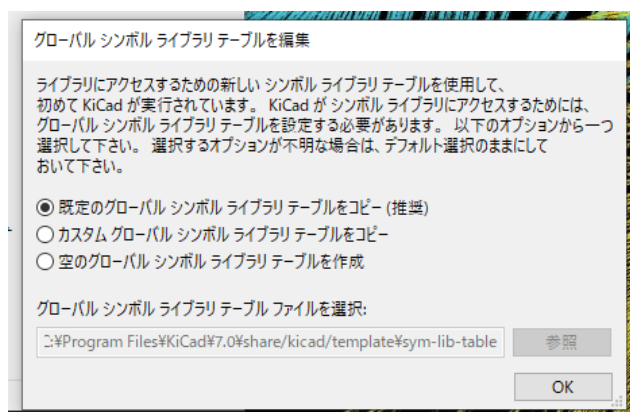 グローバル シンボル ライブラリ テーブルを編集
ライブラリにアクセスするための新しい シンボル ライブラリ テーブルを使用して、
初めて KiCad が実行されています。 KiCad が シンボル ライブラリにアクセスするためには、
グローバル シンボル ライブラリ テーブルを設定する必要があります。 以下のオプションから一つ
選択して下さい。 選択するオプションが不明な場合は、デフォルト選択のままにして
おいて下さい。
既定のグローバル シンボル ライブラリ テーブルをコピー (推奨)
カスタム グローバル シンボル ライブラリ テーブルをコピー
空のグローバル シンボル ライブラリ テーブルを作成
グローバル シンボル ライブラリ テーブル ファイルを選択:
C:¥Program Files¥KiCad¥7.0¥share/kicad/template¥sym-lib-table
参照
OK